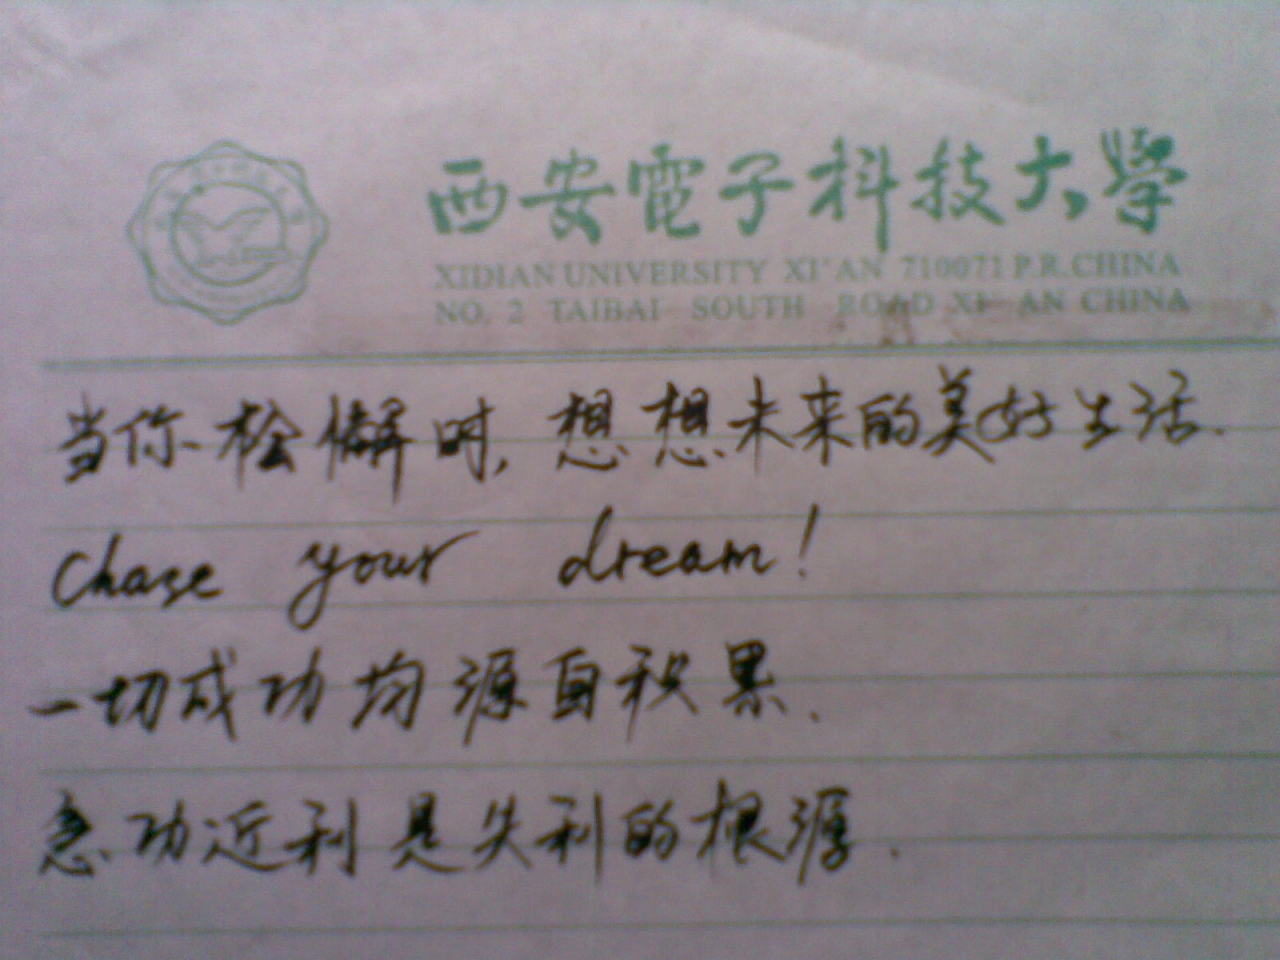 西安電子科技大學
XIDIAN UNIVERSITY XI'AN 710071 P.R.CHINA
NO. 2 TAIBAI SOUTH ROAD XI' AN CHINA
当你松懈时,想想未来的美好生活.
Chase your dream!
一切成功均源自积累.
急功近利是失利的根源.